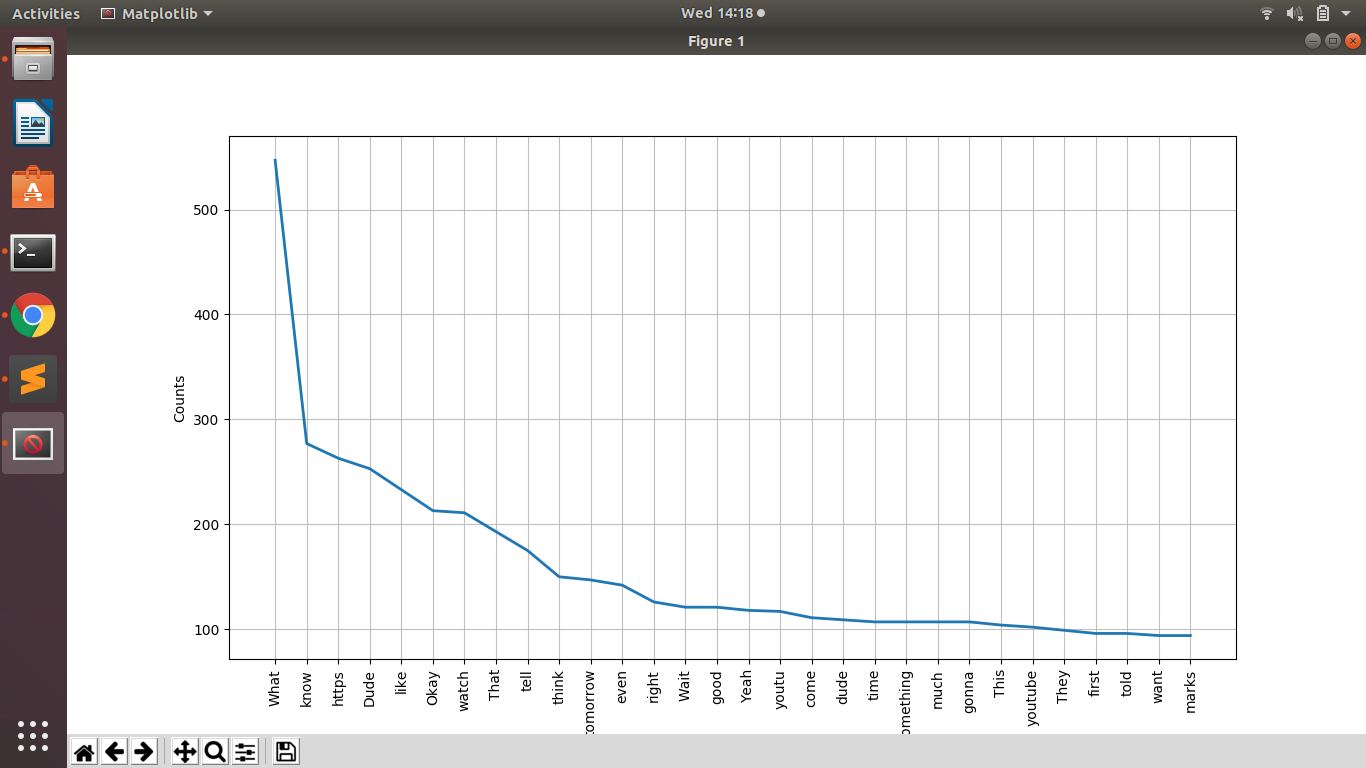 Activities Matplotlib Wed 14:18
Figure 1
500
400
300
200
100
Counts
What know https Dude like Okay watch That tell think tomorrow even right Wait good Yeah youtu come dude time omething much gonna This youtube They first told want marks